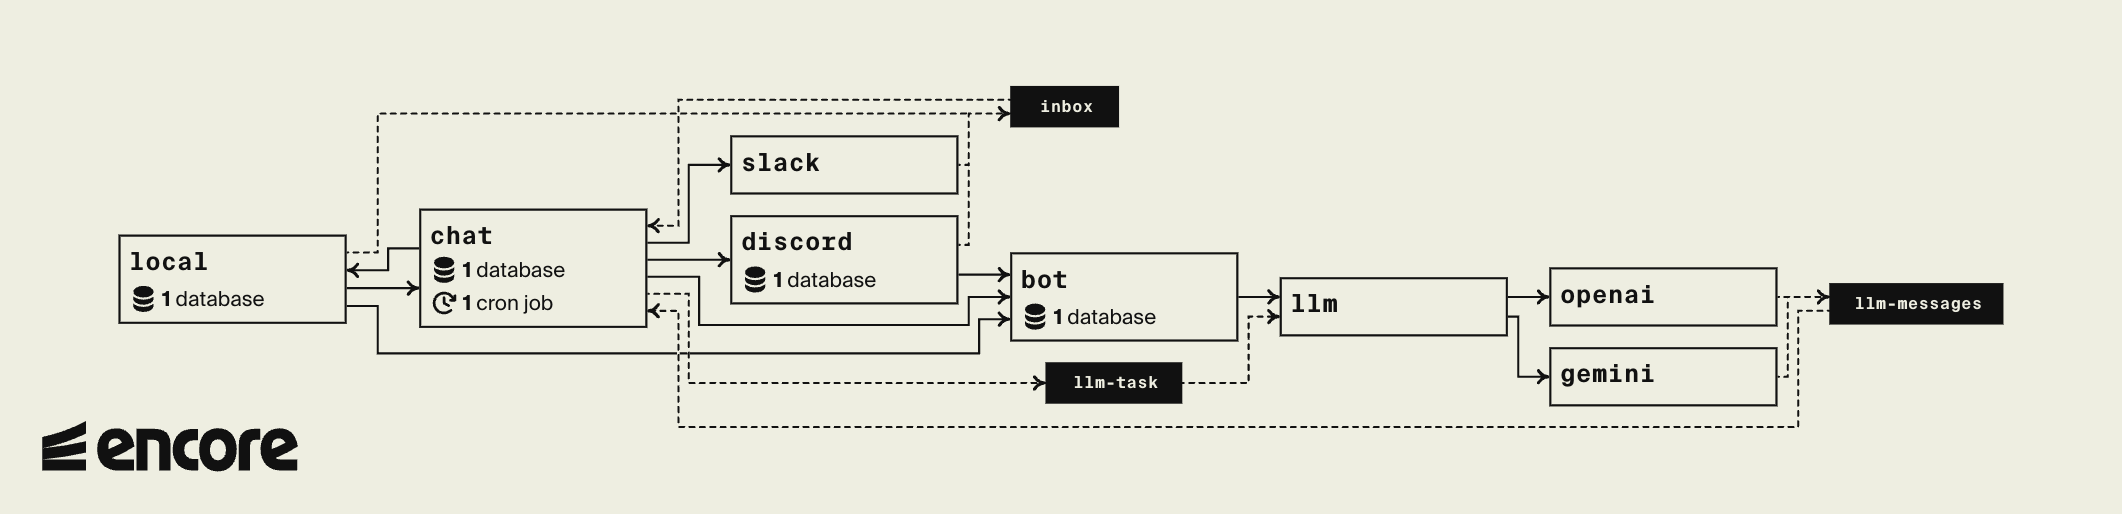 inbox
slack
chat
1 database
1 cron job
local
1 database
discord
1 database
bot
1 database
llm
openai
llm-messages
gemini
llm-task
encore